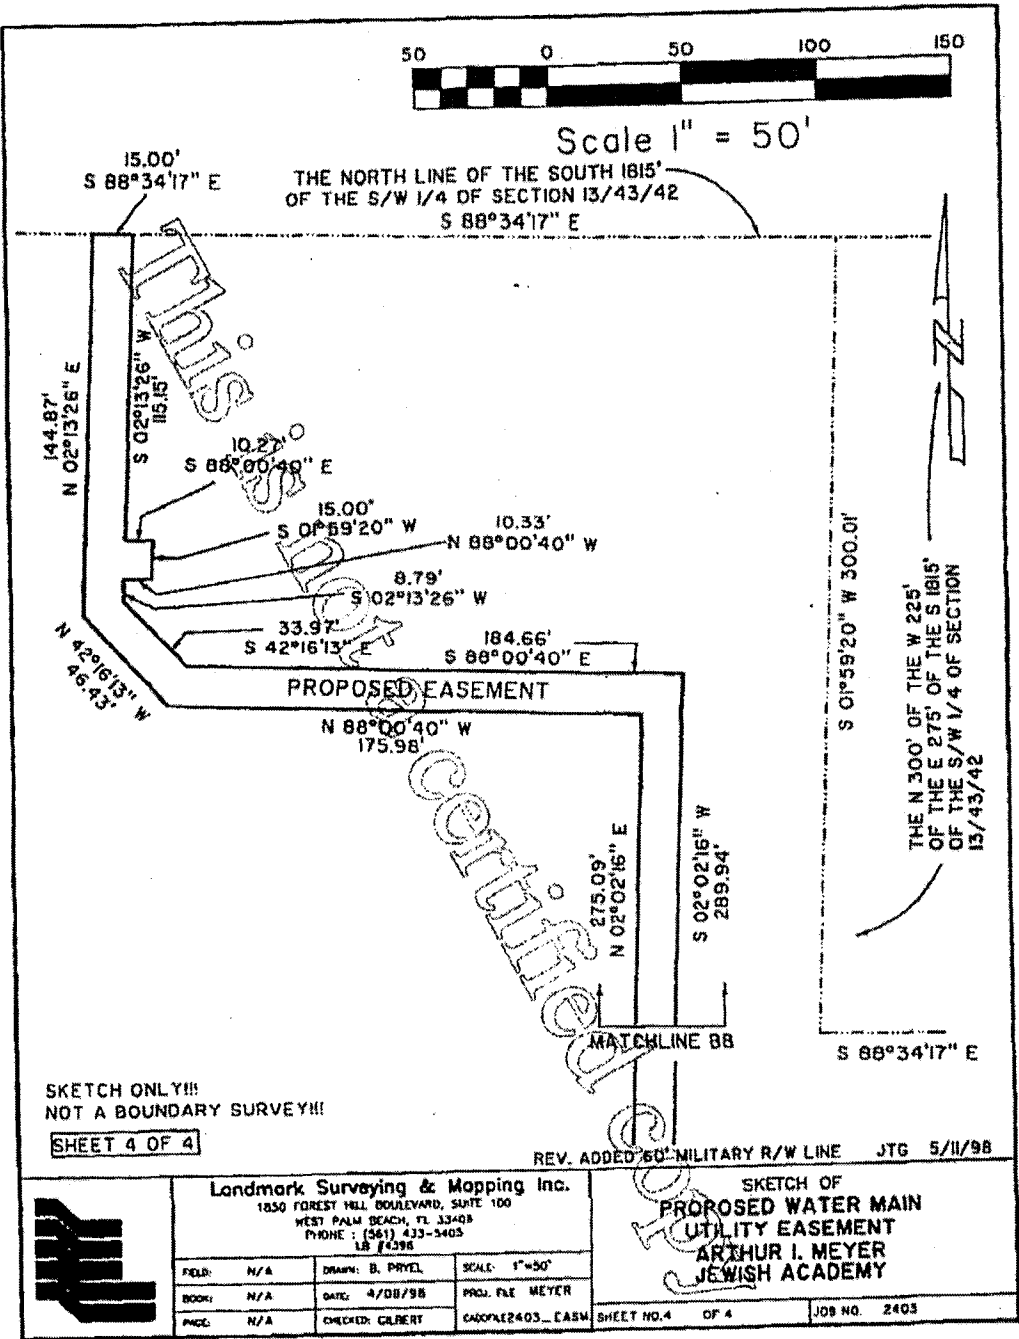 50 0 50 100 150
Scale 1" = 50'
15.00'
S 88°34'17" E
THE NORTH LINE OF THE SOUTH 1815'
OF THE S/W 1/4 OF SECTION 13/43/42
S 88°34'17" E
N
144.87'
N 02°13'26" E
S 02°13'26" W
115.15'
10.27'
S 88°00'40" E
15.00'
S 01°59'20" W
10.33'
N 88°00'40" W
8.79'
S 02°13'26" W
33.97'
S 42°16'13" E
184.66'
S 88°00'40" E
N 42°16'13" W
46.43'
PROPOSED EASEMENT
N 88°00'40" W
175.98'
S 01°59'20" W 300.01'
THE N 300' OF THE W 225'
OF THE E 275' OF THE S 1815'
OF THE S/W 1/4 OF SECTION
13/43/42
275.09'
N 02°02'16" E
S 02°02'16" W
289.94'
MATCHLINE BB
S 88°34'17" E
This is not a certified copy
SKETCH ONLY!!!
NOT A BOUNDARY SURVEY!!!
SHEET 4 OF 4
REV. ADDED 60' MILITARY R/W LINE JTG 5/11/98
Landmark Surveying & Mapping Inc.
1850 FOREST HILL BOULEVARD, SUITE 100
WEST PALM BEACH, FL 33406
PHONE : (561) 433-5405
LB #4396
SKETCH OF
PROPOSED WATER MAIN
UTILITY EASEMENT
ARTHUR I. MEYER
JEWISH ACADEMY
FIELD: N/A DRAWN: B. PRYEL SCALE: 1"=50'
BOOK: N/A DATE: 4/08/98 PROJ. FILE MEYER
PAGE: N/A CHECKED: GILBERT CADDFILE2403_EASM SHEET NO.4 OF 4 JOB NO. 2403